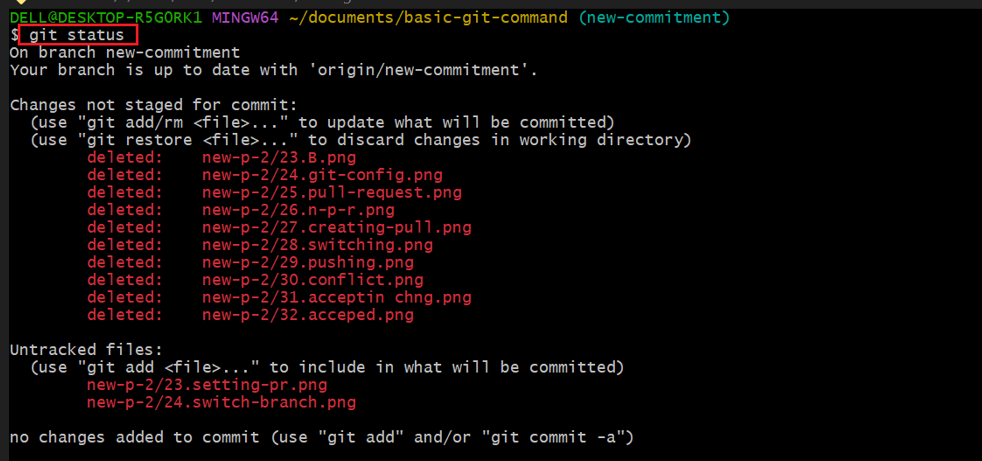 DELL@DESKTOP-R5G0RK1 MINGW64 ~/documents/basic-git-command (new-commitment)
$ git status
On branch new-commitment
Your branch is up to date with 'origin/new-commitment'.
Changes not staged for commit:
(use "git add/rm <file>..." to update what will be committed)
(use "git restore <file>..." to discard changes in working directory)
deleted: new-p-2/23.B.png
deleted: new-p-2/24.git-config.png
deleted: new-p-2/25.pull-request.png
deleted: new-p-2/26.n-p-r.png
deleted: new-p-2/27.creating-pull.png
deleted: new-p-2/28.switching.png
deleted: new-p-2/29.pushing.png
deleted: new-p-2/30.conflict.png
deleted: new-p-2/31.acceptin chng.png
deleted: new-p-2/32.acceped.png
Untracked files:
(use "git add <file>..." to include in what will be committed)
new-p-2/23.setting-pr.png
new-p-2/24.switch-branch.png
no changes added to commit (use "git add" and/or "git commit -a")